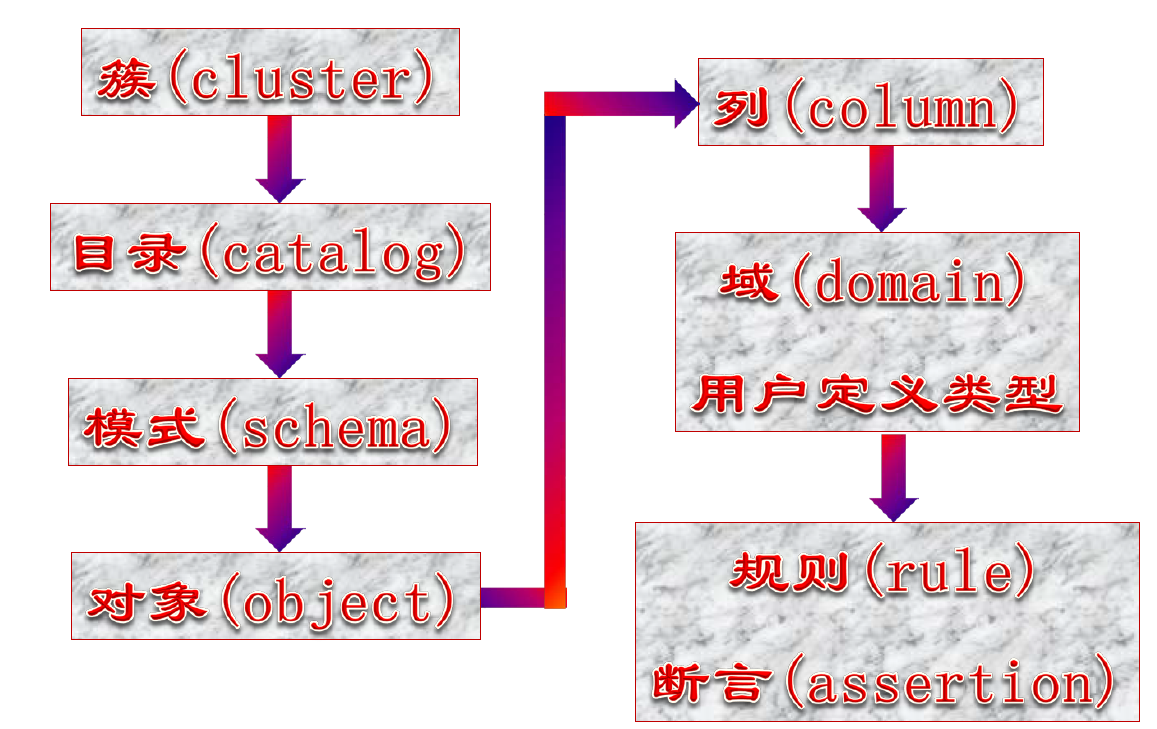 簇(cluster)
目录(catalog)
模式(schema)
对象(object)
列(column)
域(domain)
用户定义类型
规则(rule)
断言(assertion)